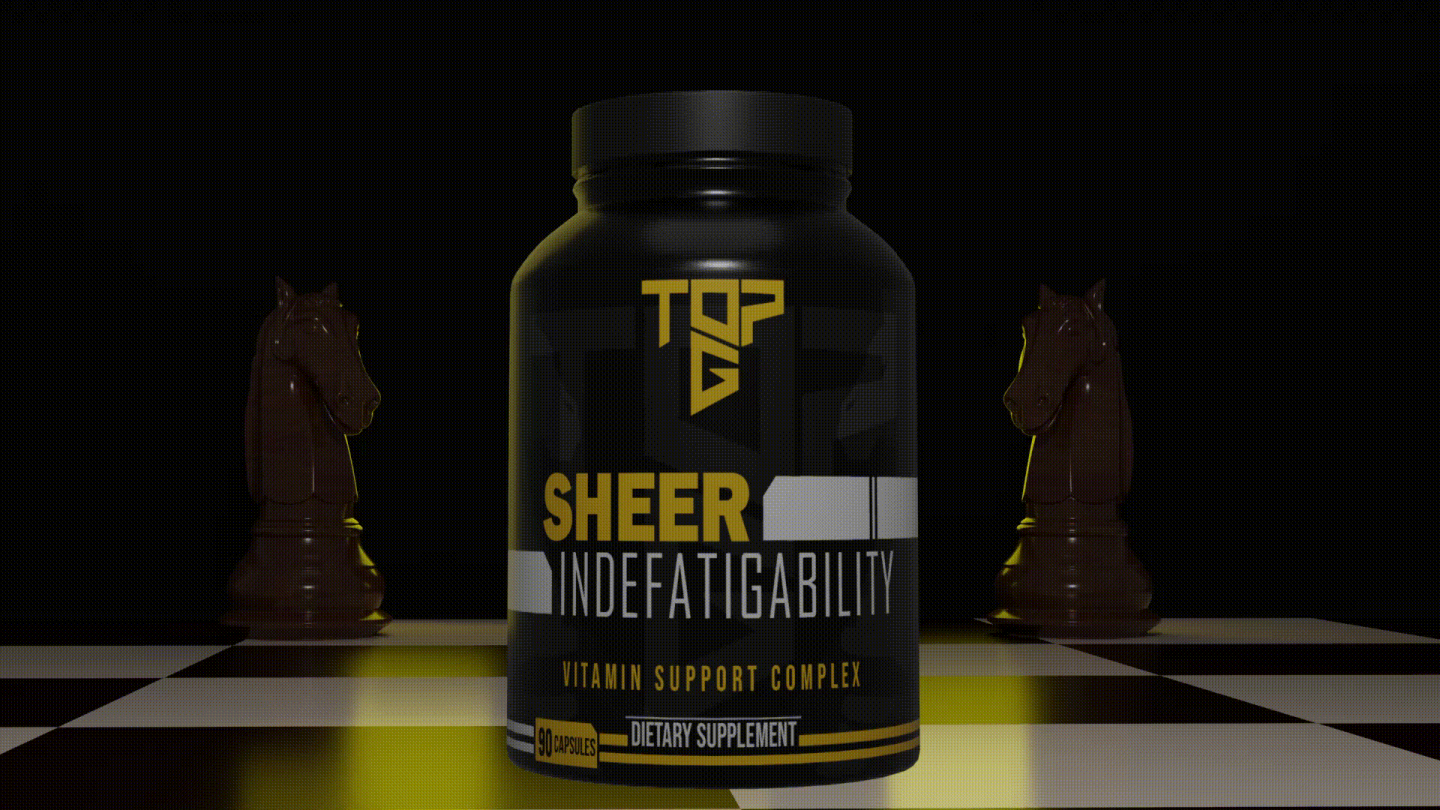 TOP
G
SHEER
INDEFATIGABILITY
VITAMIN SUPPORT COMPLEX
DIETARY SUPPLEMENT
90 CAPSULES